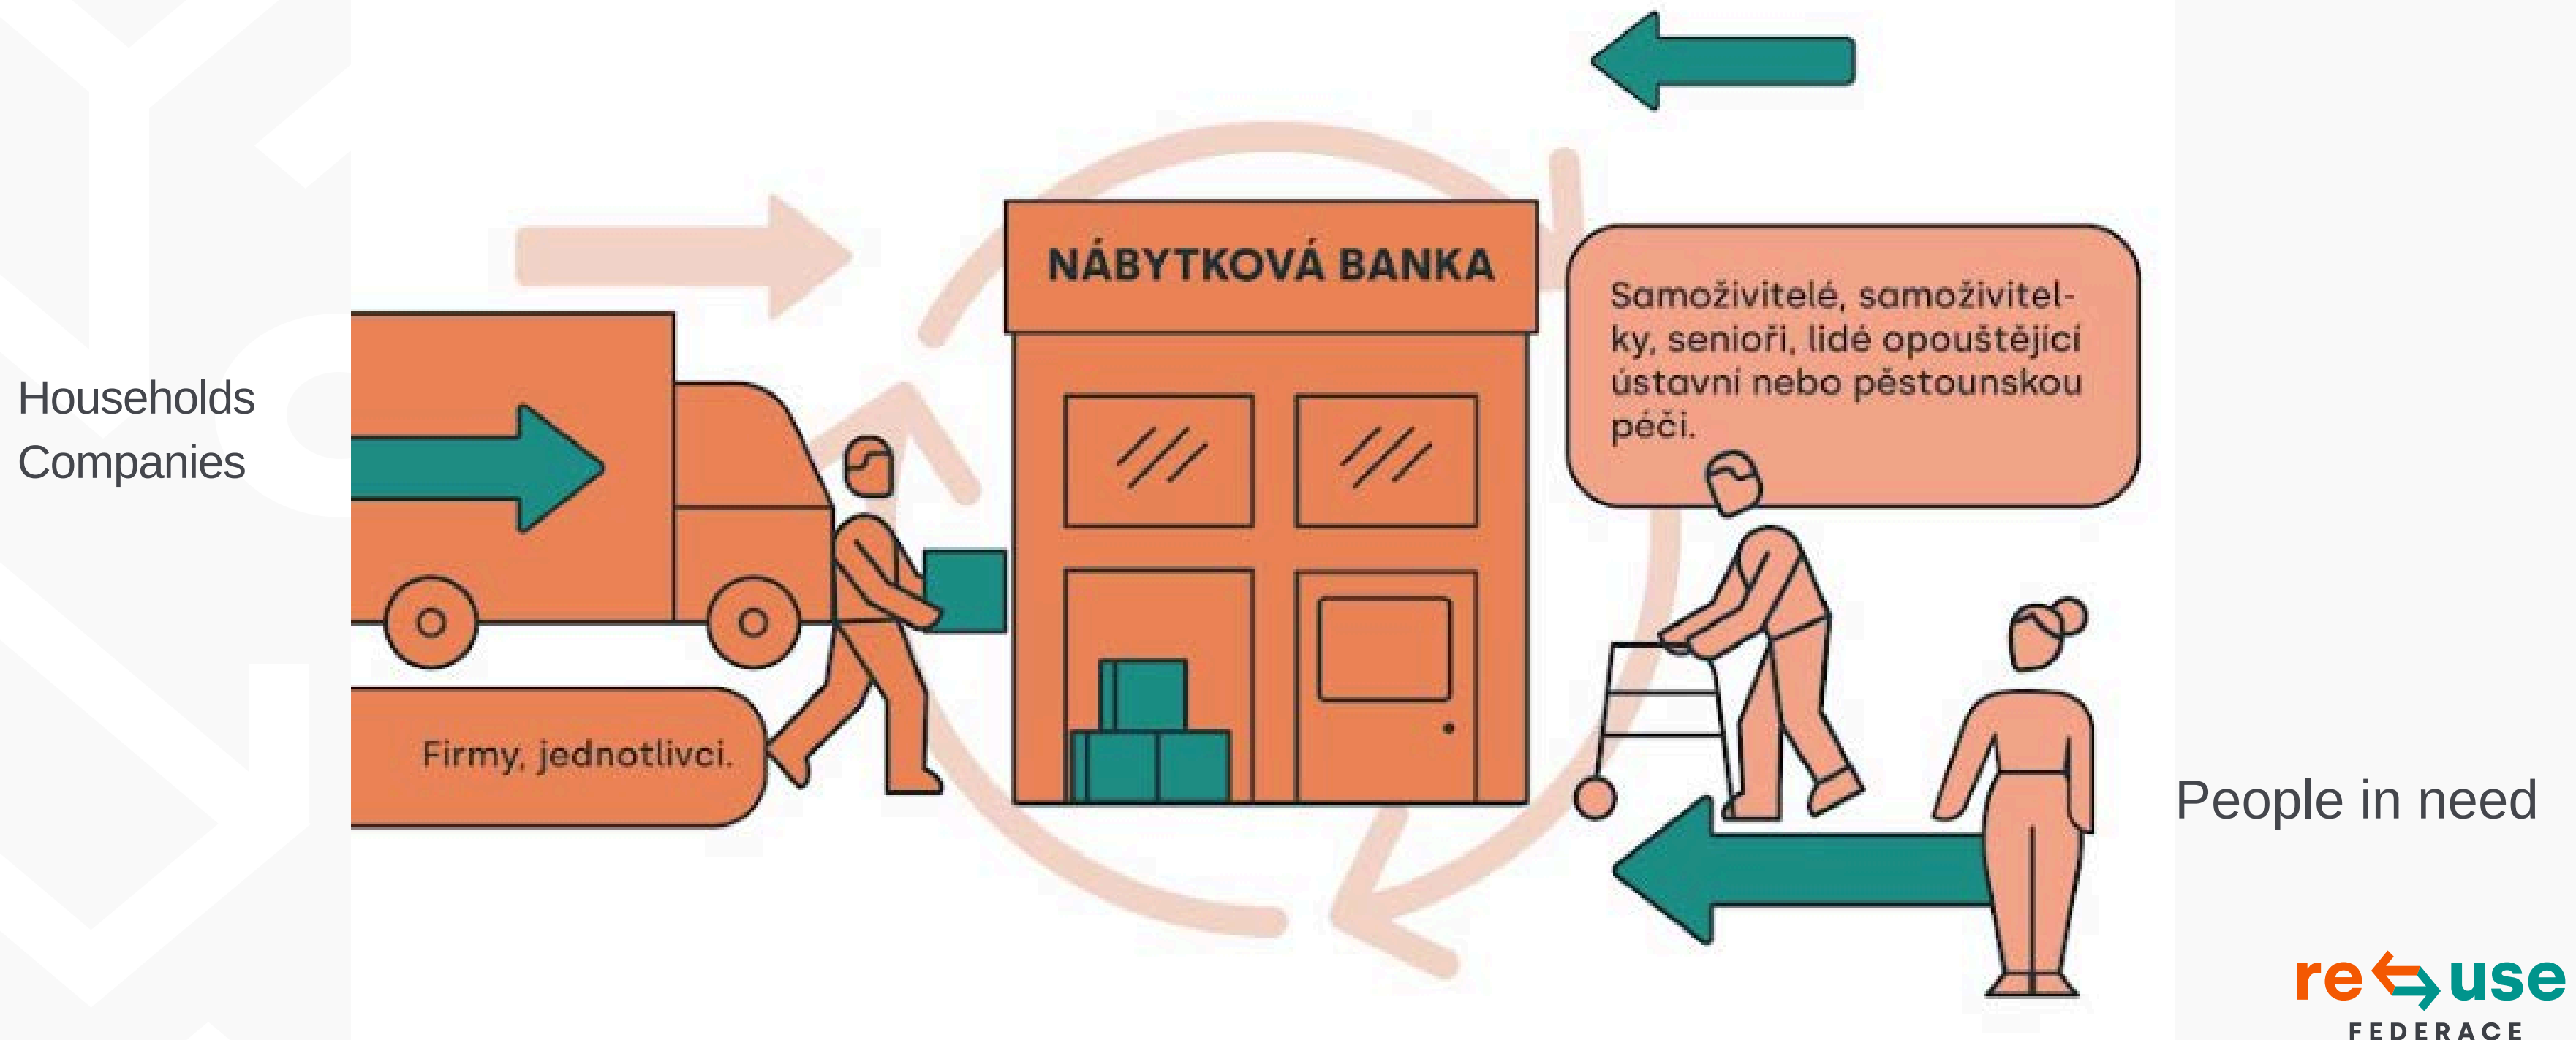 Households
Companies
NÁBYTKOVÁ BANKA
Samoživitelé, samoživitel-
ky, senioři, lidé opouštějící
ústavní nebo pěstounskou
péči.
Firmy, jednotlivci.
People in need
re use
FEDERACE